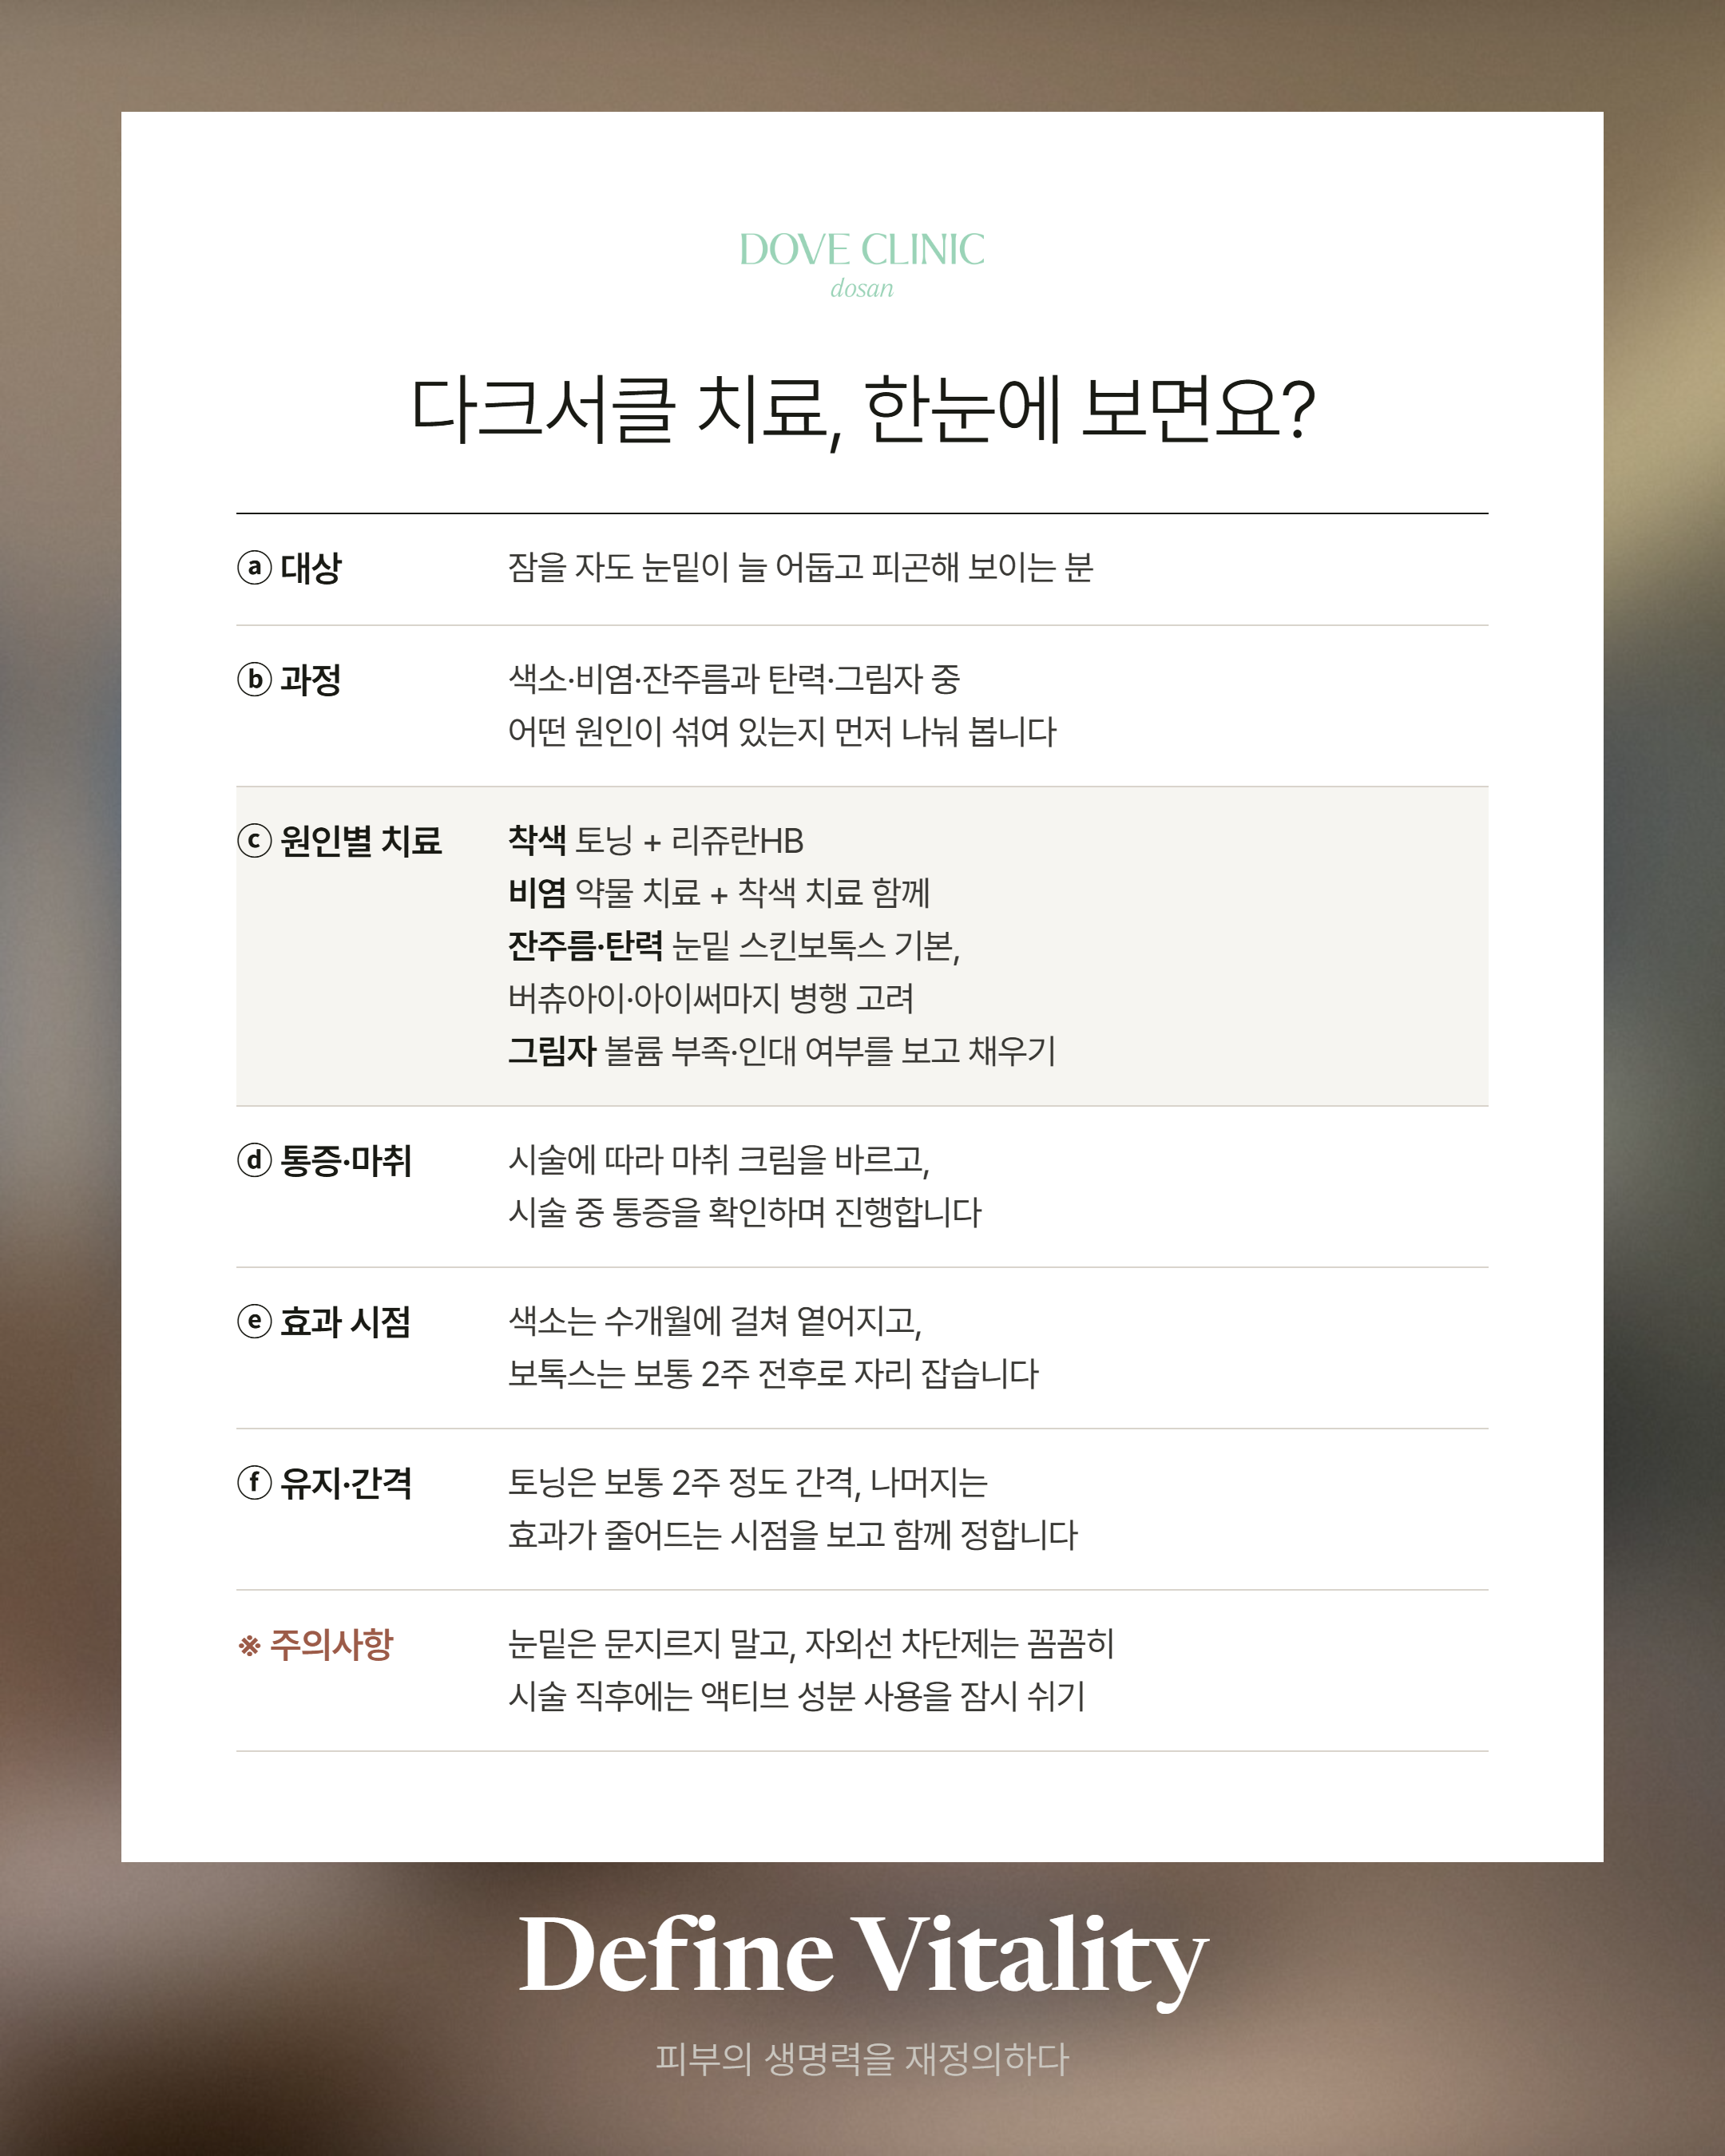 DOVE CLINIC
dosan
다크서클 치료, 한눈에 보면요?
ⓐ 대상
잠을 자도 눈밑이 늘 어둡고 피곤해 보이는 분
ⓑ 과정
색소·비염·잔주름과 탄력·그림자 중
어떤 원인이 섞여 있는지 먼저 나눠 봅니다
ⓒ 원인별 치료
착색 토닝 + 리쥬란HB
비염 약물 치료 + 착색 치료 함께
잔주름·탄력 눈밑 스킨보톡스 기본,
버츄아이·아이써마지 병행 고려
그림자 볼륨 부족·인대 여부를 보고 채우기
ⓓ 통증·마취
시술에 따라 마취 크림을 바르고,
시술 중 통증을 확인하며 진행합니다
ⓔ 효과 시점
색소는 수개월에 걸쳐 옅어지고,
보톡스는 보통 2주 전후로 자리 잡습니다
ⓕ 유지·간격
토닝은 보통 2주 정도 간격, 나머지는
효과가 줄어드는 시점을 보고 함께 정합니다
※ 주의사항
눈밑은 문지르지 말고, 자외선 차단제는 꼼꼼히
시술 직후에는 액티브 성분 사용을 잠시 쉬기
Define Vitality
피부의 생명력을 재정의하다